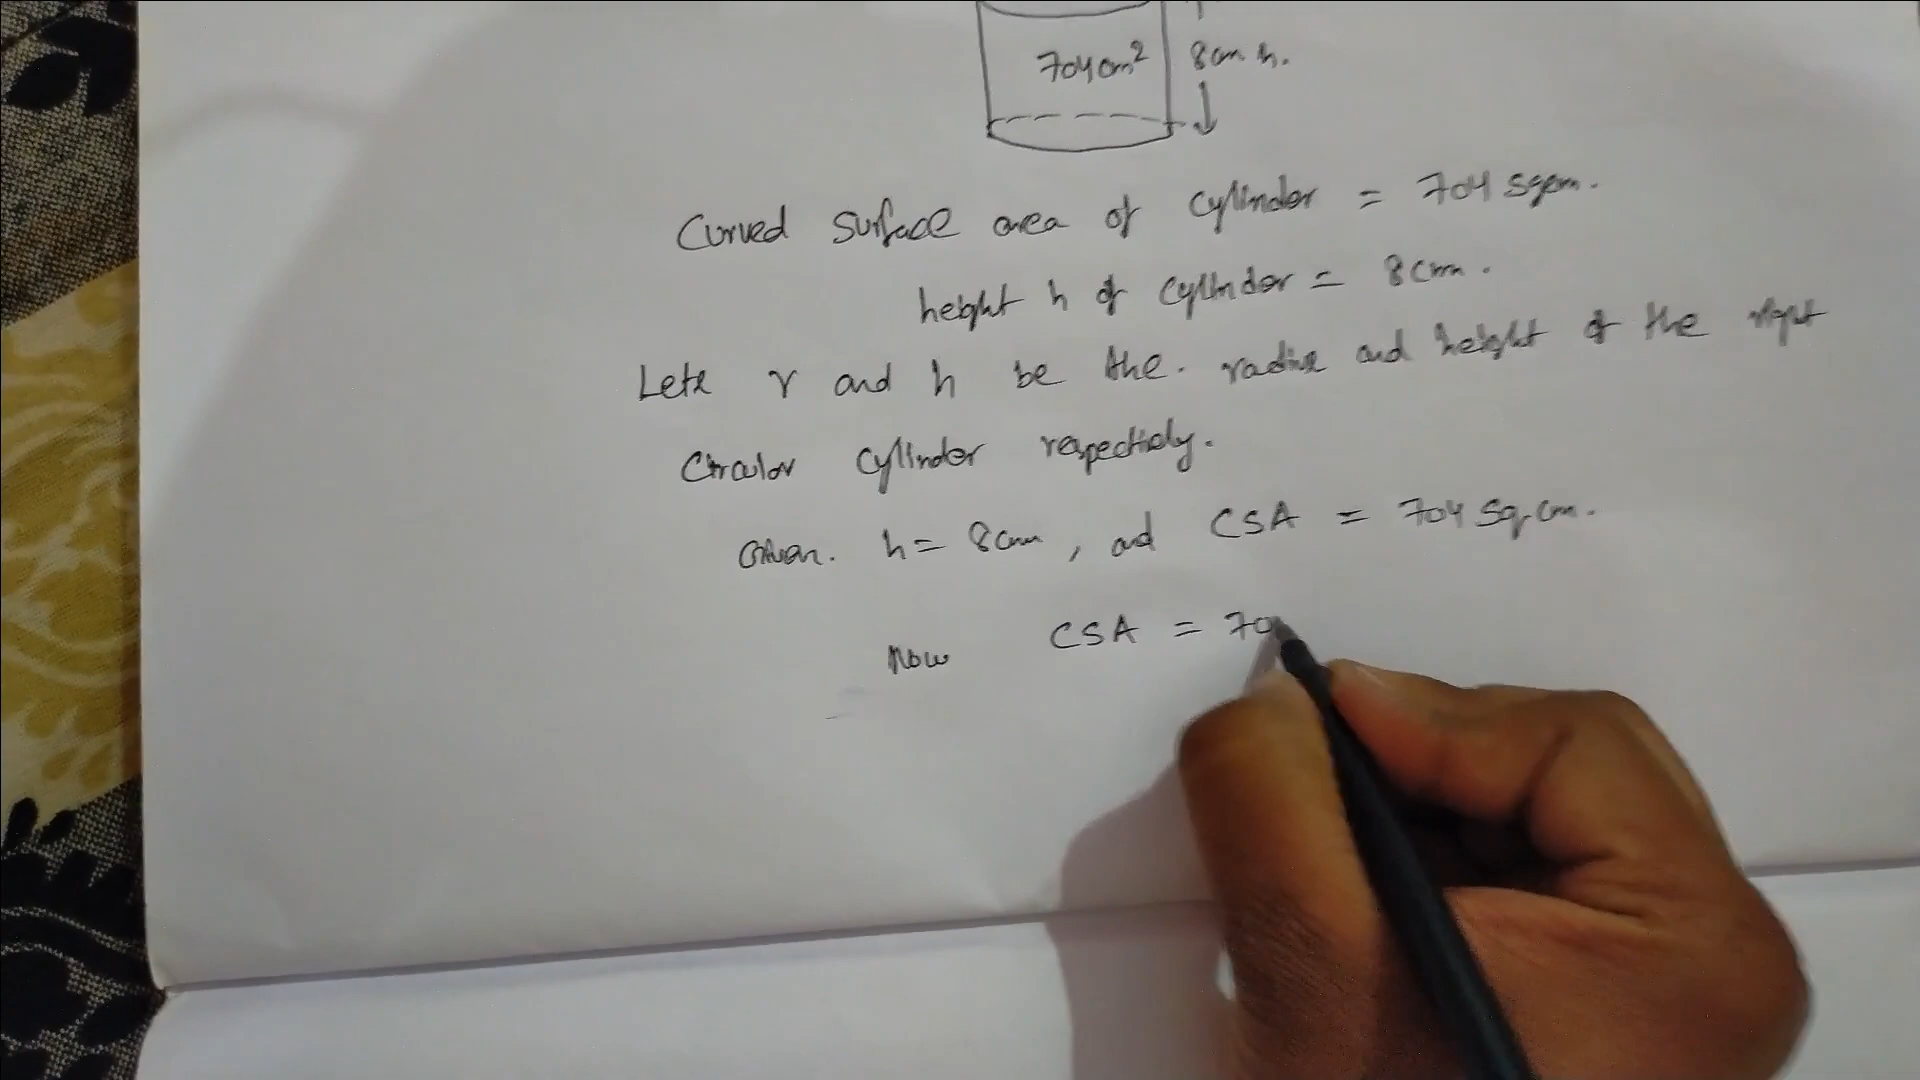 704cm² 8cm h.
Curved surface area of cylinder = 704 sqcm.
height h of cylinder = 8cm.
Let r and h be the. radius and height of the right
Circular cylinder respectively.
Given. h = 8cm, and CSA = 704 sq.cm.
Now CSA = 70